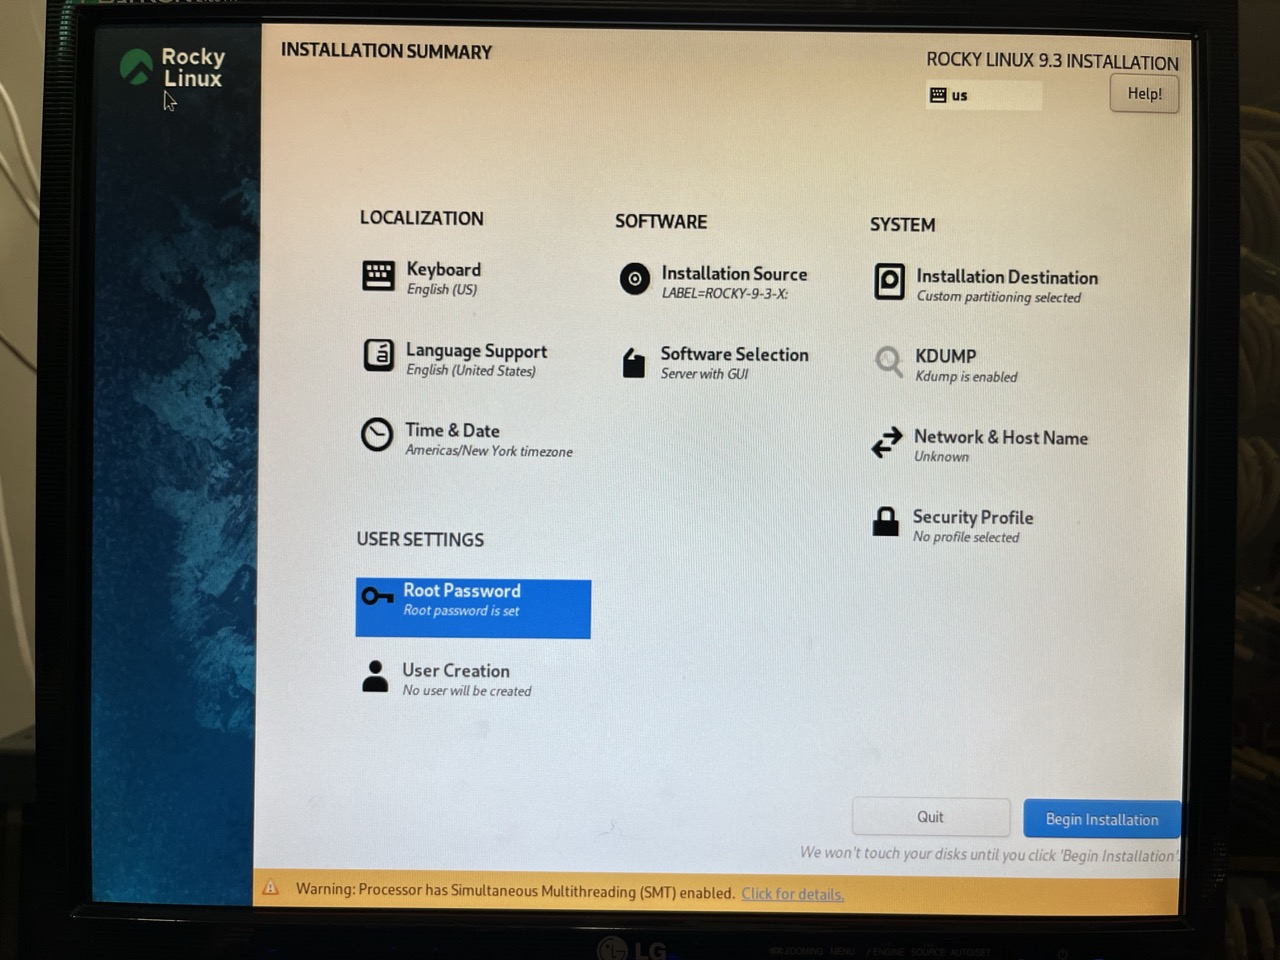 Rocky
Linux
INSTALLATION SUMMARY
ROCKY LINUX 9.3 INSTALLATION
us
Help!
LOCALIZATION
Keyboard
English (US)
Language Support
English (United States)
Time & Date
Americas/New York timezone
SOFTWARE
Installation Source
LABEL=ROCKY-9-3-X:
Software Selection
Server with GUI
SYSTEM
Installation Destination
Custom partitioning selected
KDUMP
Kdump is enabled
Network & Host Name
Unknown
Security Profile
No profile selected
USER SETTINGS
Root Password
Root password is set
User Creation
No user will be created
Quit
Begin Installation
We won't touch your disks until you click 'Begin Installation'.
Warning: Processor has Simultaneous Multithreading (SMT) enabled. Click for details.
LG
MENU
SOURCE